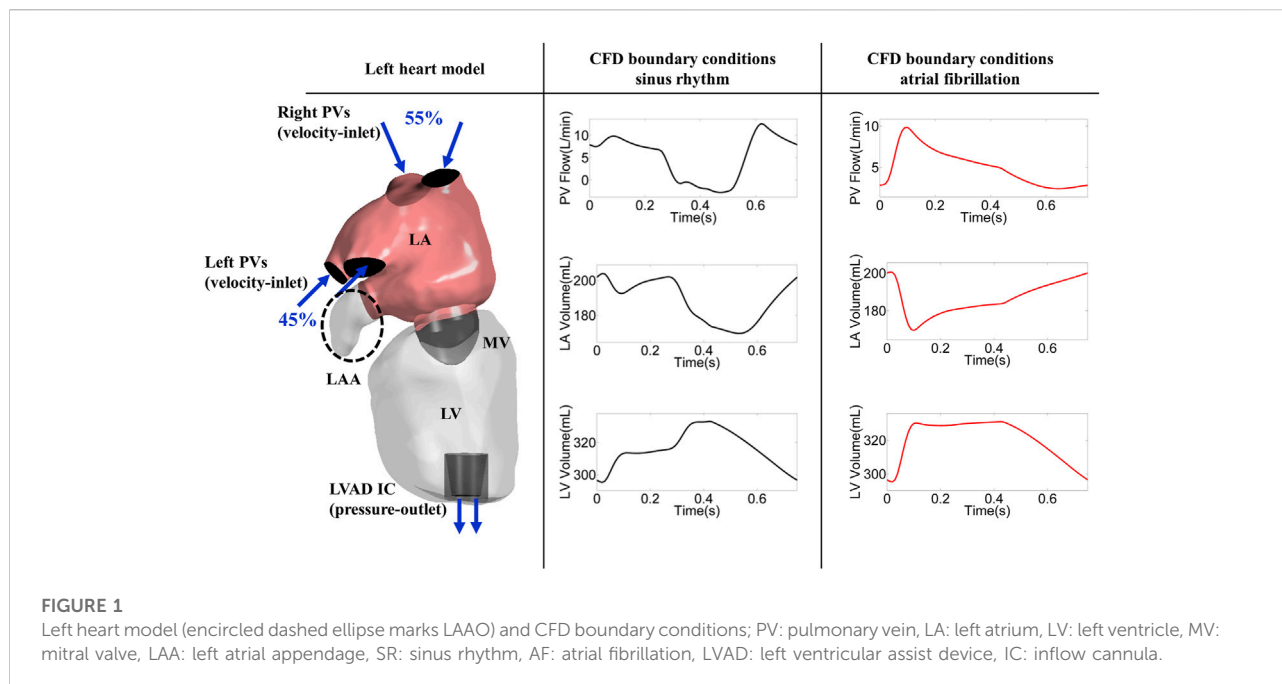 Left heart model
CFD boundary conditions
sinus rhythm
CFD boundary conditions
atrial fibrillation
Right PVs
(velocity-inlet)
55%
LA
Left PVs
(velocity-inlet)
45%
LAA
MV
LV
LVAD IC
(pressure-outlet)
PV Flow(L/min)
10
5
0
0
0.2
0.4
0.6
Time(s)
LA Volume(mL)
200
180
0
0.2
0.4
0.6
Time(s)
LV Volume(mL)
320
300
0
0.2
0.4
0.6
Time(s)
PV Flow(L/min)
10
5
0
0
0.2
0.4
0.6
Time(s)
LA Volume(mL)
200
180
0
0.2
0.4
0.6
Time(s)
LV Volume(mL)
320
300
0
0.2
0.4
0.6
Time(s)
FIGURE 1
Left heart model (encircled dashed ellipse marks LAAO) and CFD boundary conditions; PV: pulmonary vein, LA: left atrium, LV: left ventricle, MV:
mitral valve, LAA: left atrial appendage, SR: sinus rhythm, AF: atrial fibrillation, LVAD: left ventricular assist device, IC: inflow cannula.